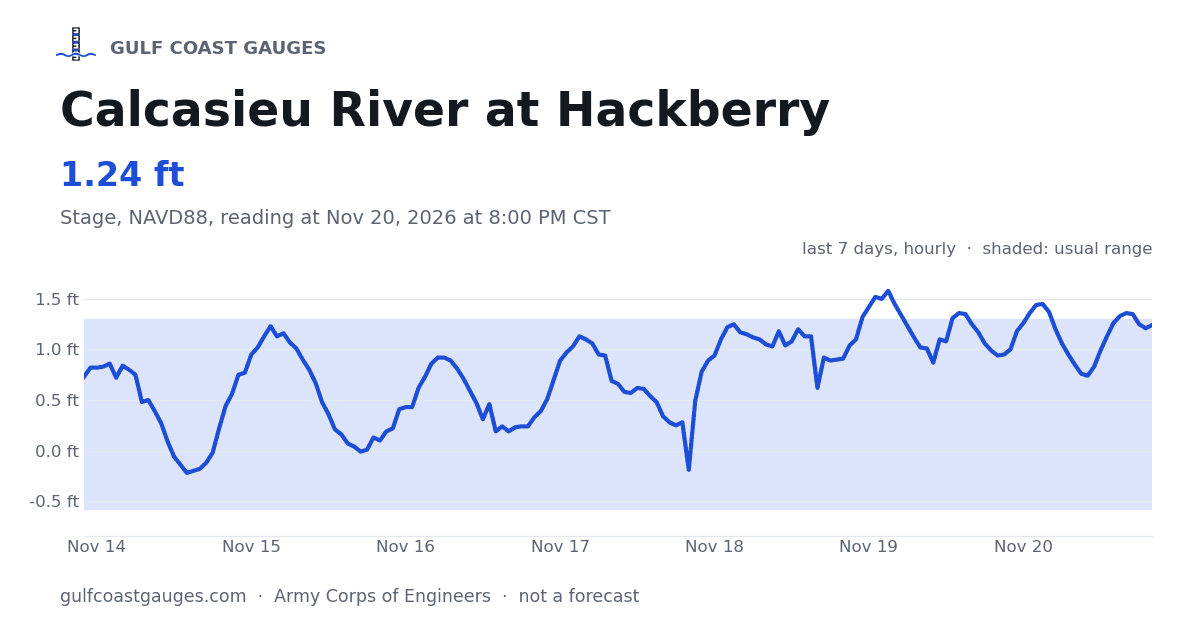 GULF COAST GAUGES
Calcasieu River at Hackberry
1.24 ft
Stage, NAVD88, reading at Nov 20, 2026 at 8:00 PM CST
last 7 days, hourly · shaded: usual range
1.5 ft
1.0 ft
0.5 ft
0.0 ft
-0.5 ft
Nov 14 Nov 15 Nov 16 Nov 17 Nov 18 Nov 19 Nov 20
gulfcoastgauges.com · Army Corps of Engineers · not a forecast